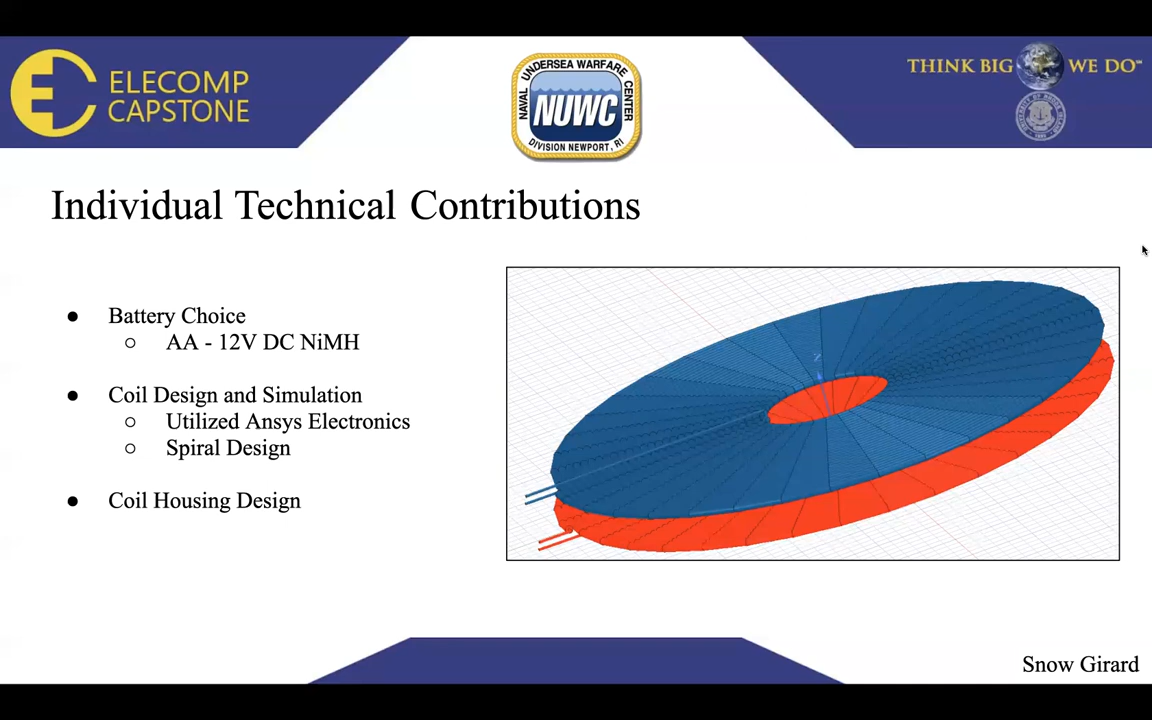 ELECOMP
CAPSTONE
NAVAL UNDERSEA WARFARE CENTER
NUWC
DIVISION NEWPORT, RI
THINK BIG WE DO℠
Individual Technical Contributions
● Battery Choice
○ AA - 12V DC NiMH
● Coil Design and Simulation
○ Utilized Ansys Electronics
○ Spiral Design
● Coil Housing Design
Z
Snow Girard